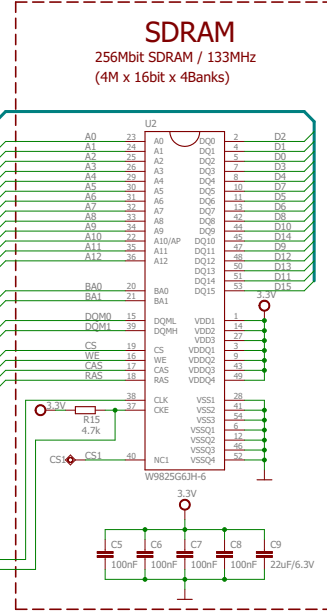 SDRAM
256Mbit SDRAM / 133MHz
(4M x 16bit x 4Banks)
U2
A0 23 A0 DQ0 2 D2
A1 24 A1 DQ1 4 D1
A2 25 A2 DQ2 5 D0
A3 26 A3 DQ3 7 D3
A4 29 A4 DQ4 8 D4
A5 30 A5 DQ5 10 D7
A6 31 A6 DQ6 11 D5
A7 32 A7 DQ7 13 D6
A8 33 A8 DQ8 42 D8
A9 34 A9 DQ9 44 D10
A10 22 A10/AP DQ10 45 D14
A11 35 A11 DQ11 47 D9
A12 36 A12 DQ12 48 D12
DQ13 50 D13
DQ14 51 D11
BA0 20 BA0 DQ15 53 D15
BA1 21 BA1
3.3V
DQM0 15 DQML VDD1 1
DQM1 39 DQMH VDD2 14
VDD3 27
CS 19 CS VDDQ1 3
WE 16 WE VDDQ2 9
CAS 17 CAS VDDQ3 43
RAS 18 RAS VDDQ4 49
38 CLK VSS1 28
3.3V 37 CKE VSS2 41
R15 VSS3 54
4.7k VSSQ1 6
VSSQ2 12
VSSQ3 46
CS1 CS1 40 NC1 VSSQ4 52
W9825G6JH-6
3.3V
C5 C6 C7 C8 C9
100nF 100nF 100nF 100nF 22uF/6.3V